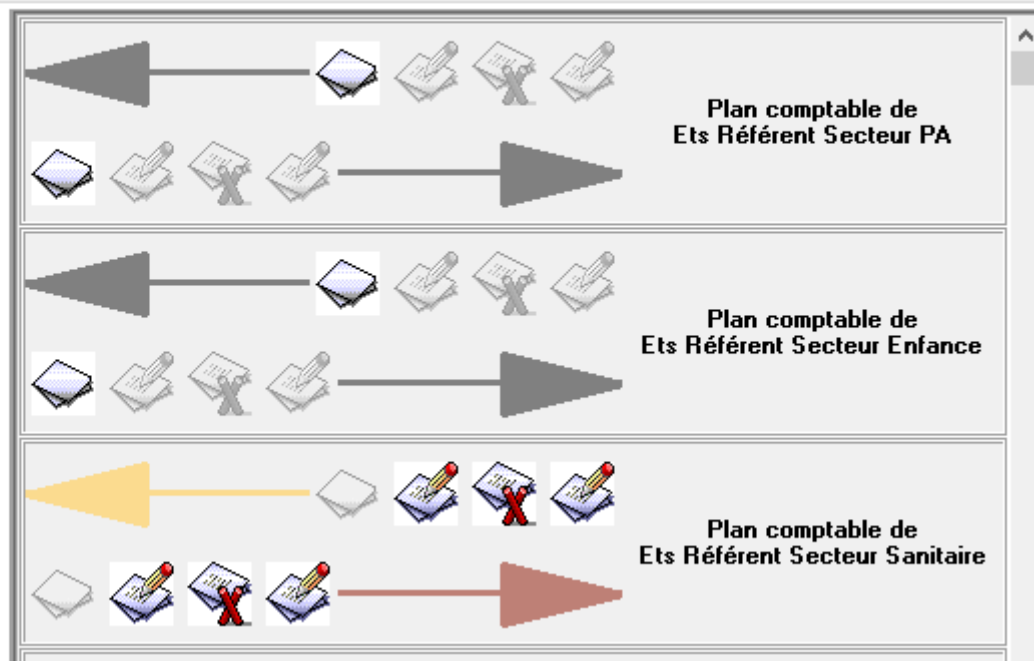 Plan comptable de
Ets Référent Secteur PA
Plan comptable de
Ets Référent Secteur Enfance
Plan comptable de
Ets Référent Secteur Sanitaire